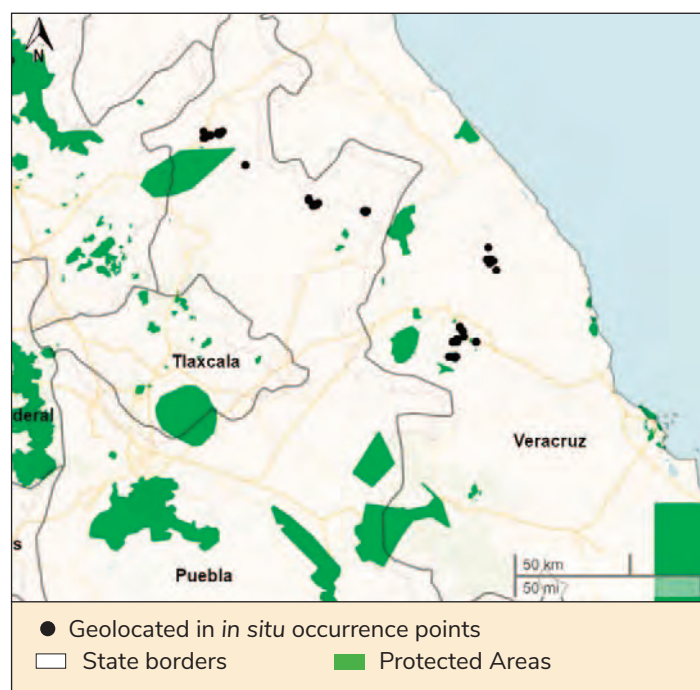 N
Tlaxcala
deral
Veracruz
s
Puebla
50 km
50 mi
Geolocated in in situ occurrence points
State borders
Protected Areas